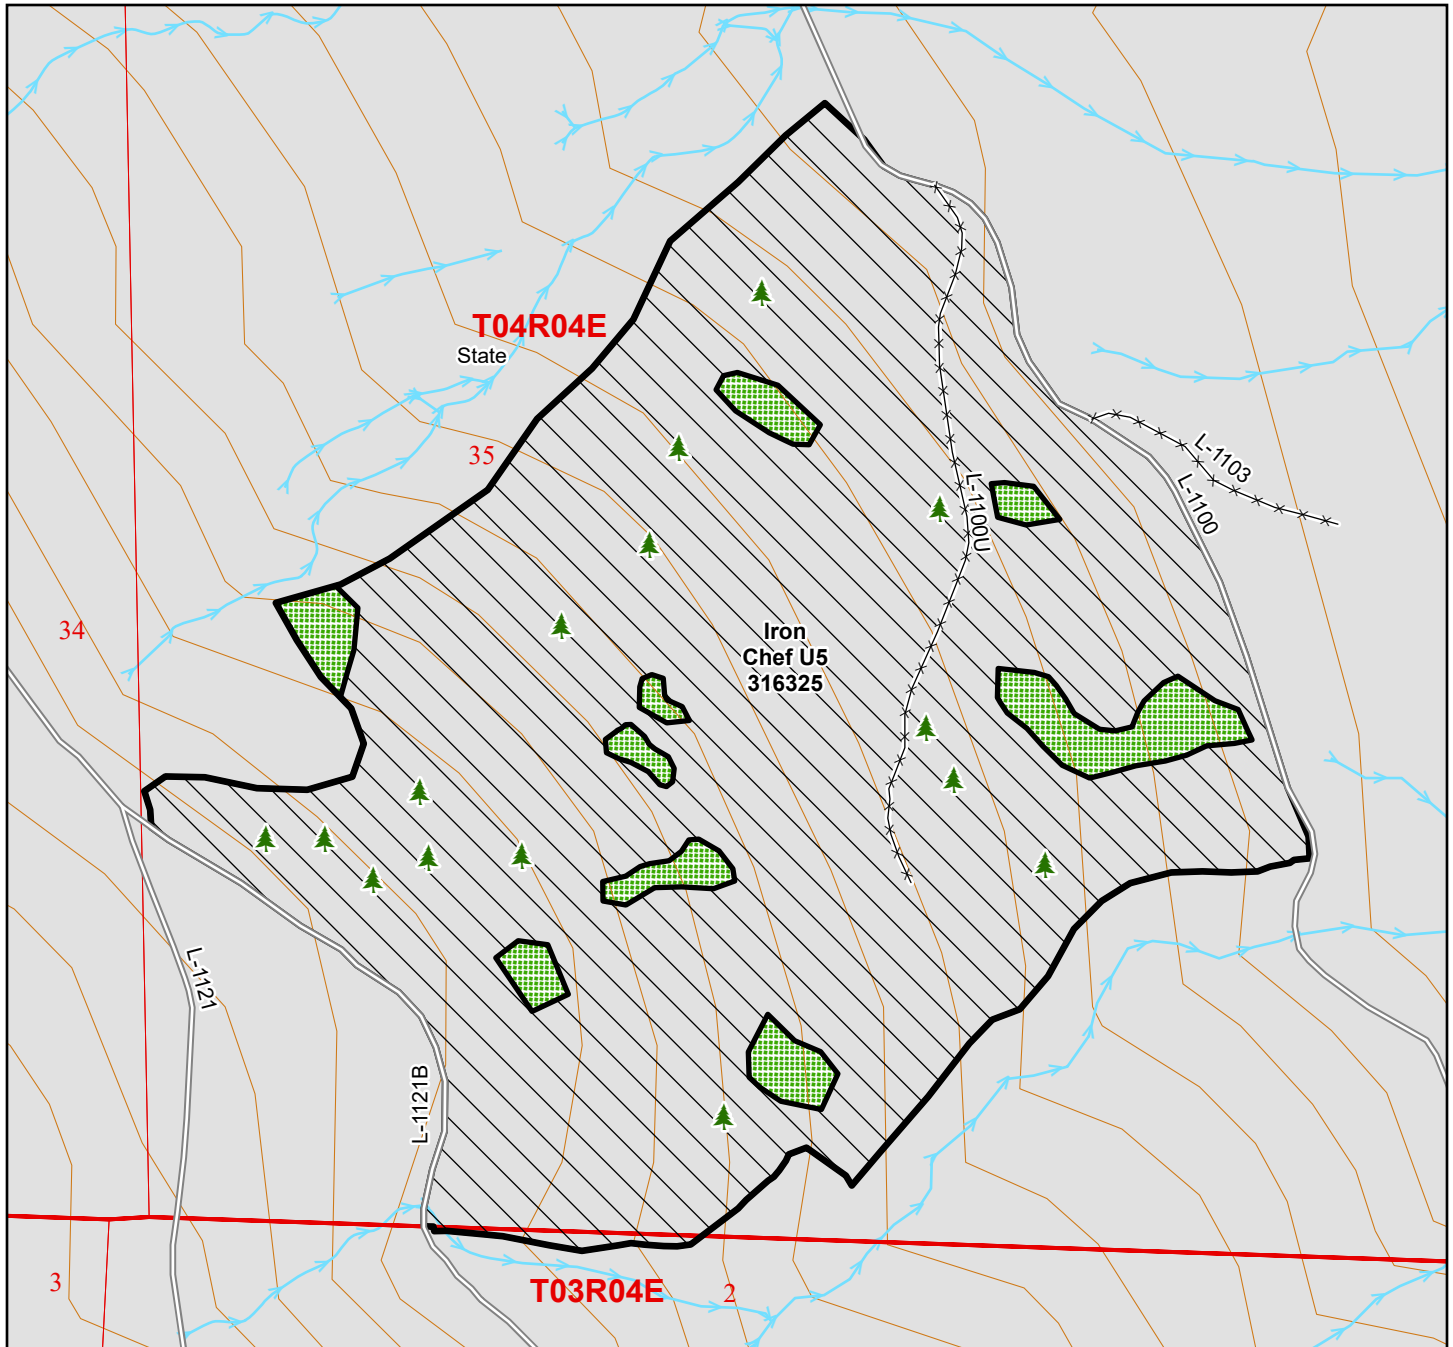 T04R04E
State
35
L-1103
L-1100
L-1100U
34
Iron
Chef U5
316325
L-1121
L-1121B
3
T03R04E
2